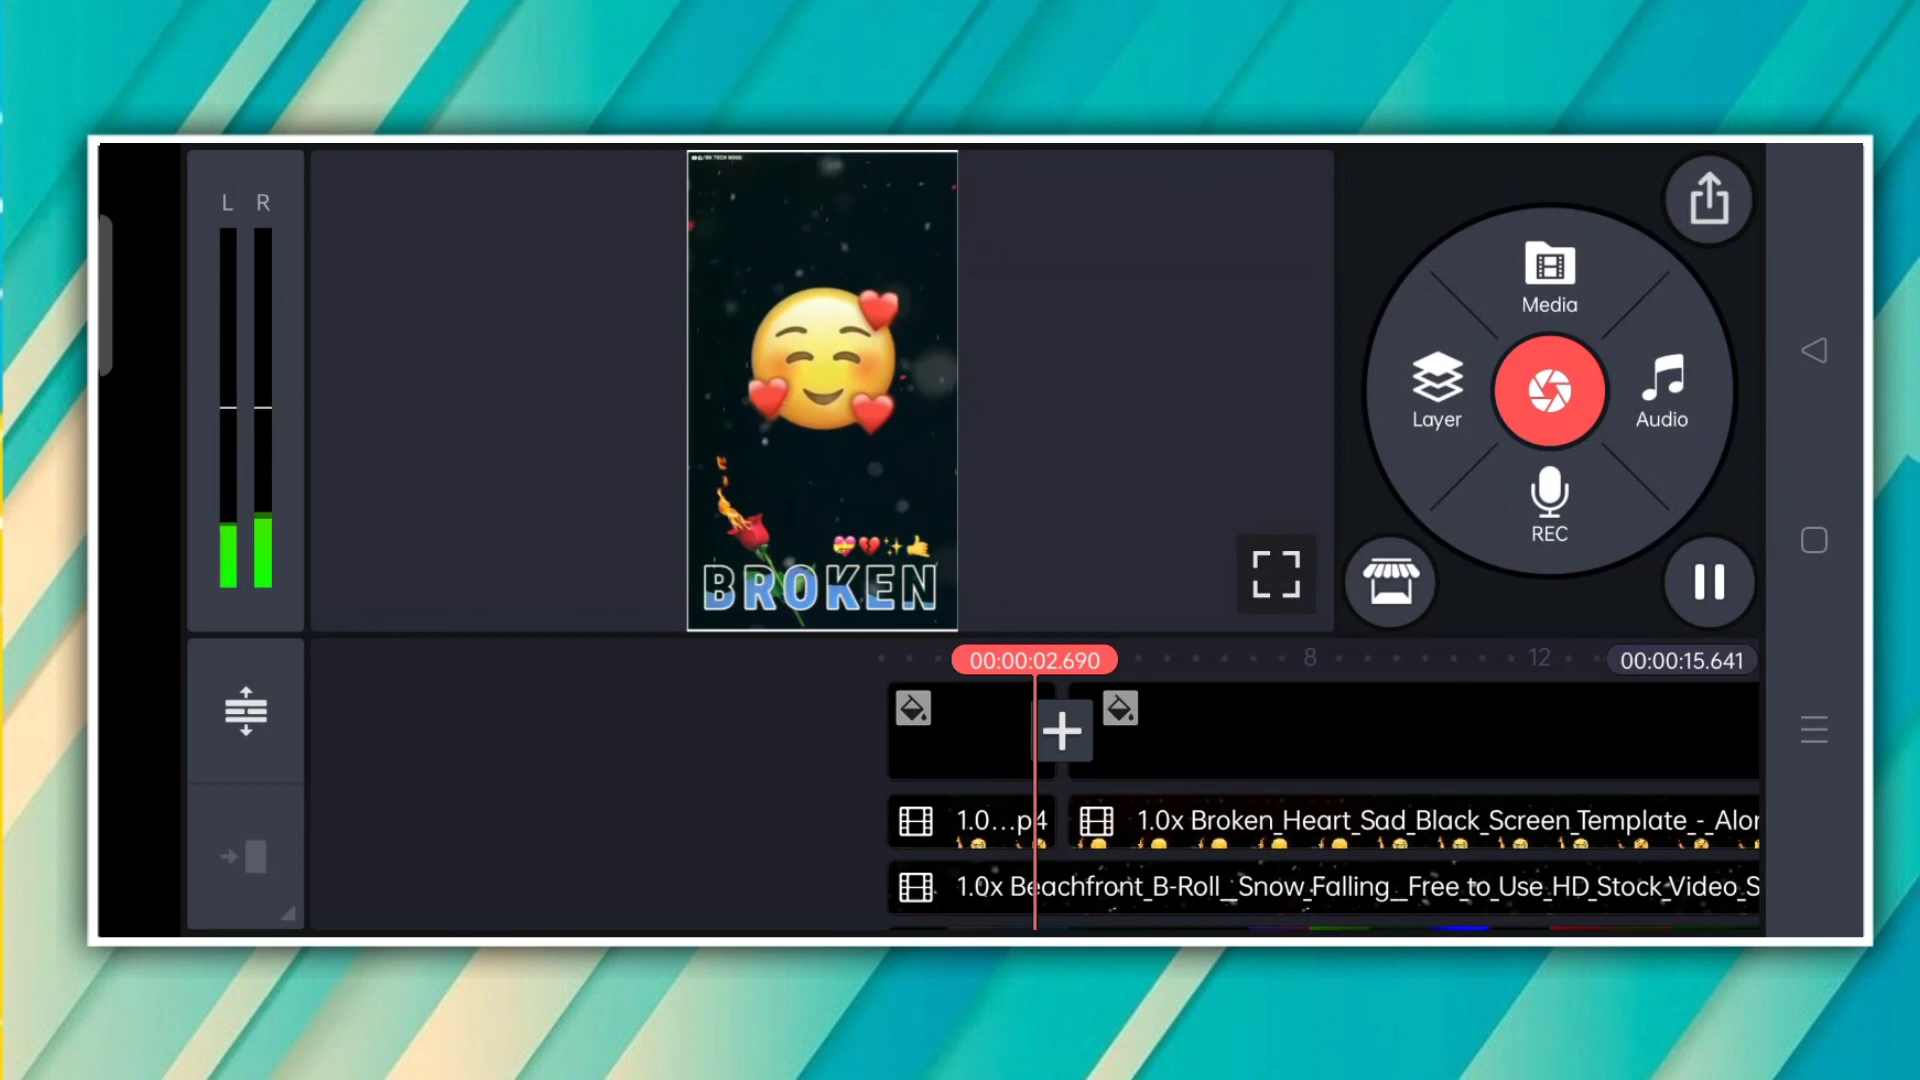 L R
BROKEN
Media
Layer
Audio
REC
00:00:02.690
8
12
00:00:15.641
1.0...p4
1.0x Broken_Heart_Sad_Black_Screen_Template_-_Alor
1.0x Beachfront_B-Roll_Snow_Falling_Free_to_Use_HD_Stock_Video_S